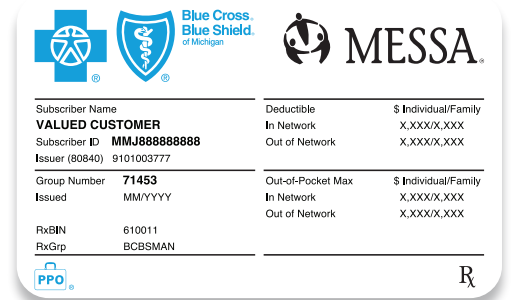 Blue Cross
Blue Shield
of Michigan
® ®
MESSA®
Subscriber Name
VALUED CUSTOMER
Subscriber ID MMJ888888888
Issuer (80840) 9101003777
Group Number 71453
Issued MM/YYYY
RxBIN 610011
RxGrp BCBSMAN
Deductible $ Individual/Family
In Network X,XXX/X,XXX
Out of Network X,XXX/X,XXX
Out-of-Pocket Max $ Individual/Family
In Network X,XXX/X,XXX
Out of Network X,XXX/X,XXX
PPO ®
℞